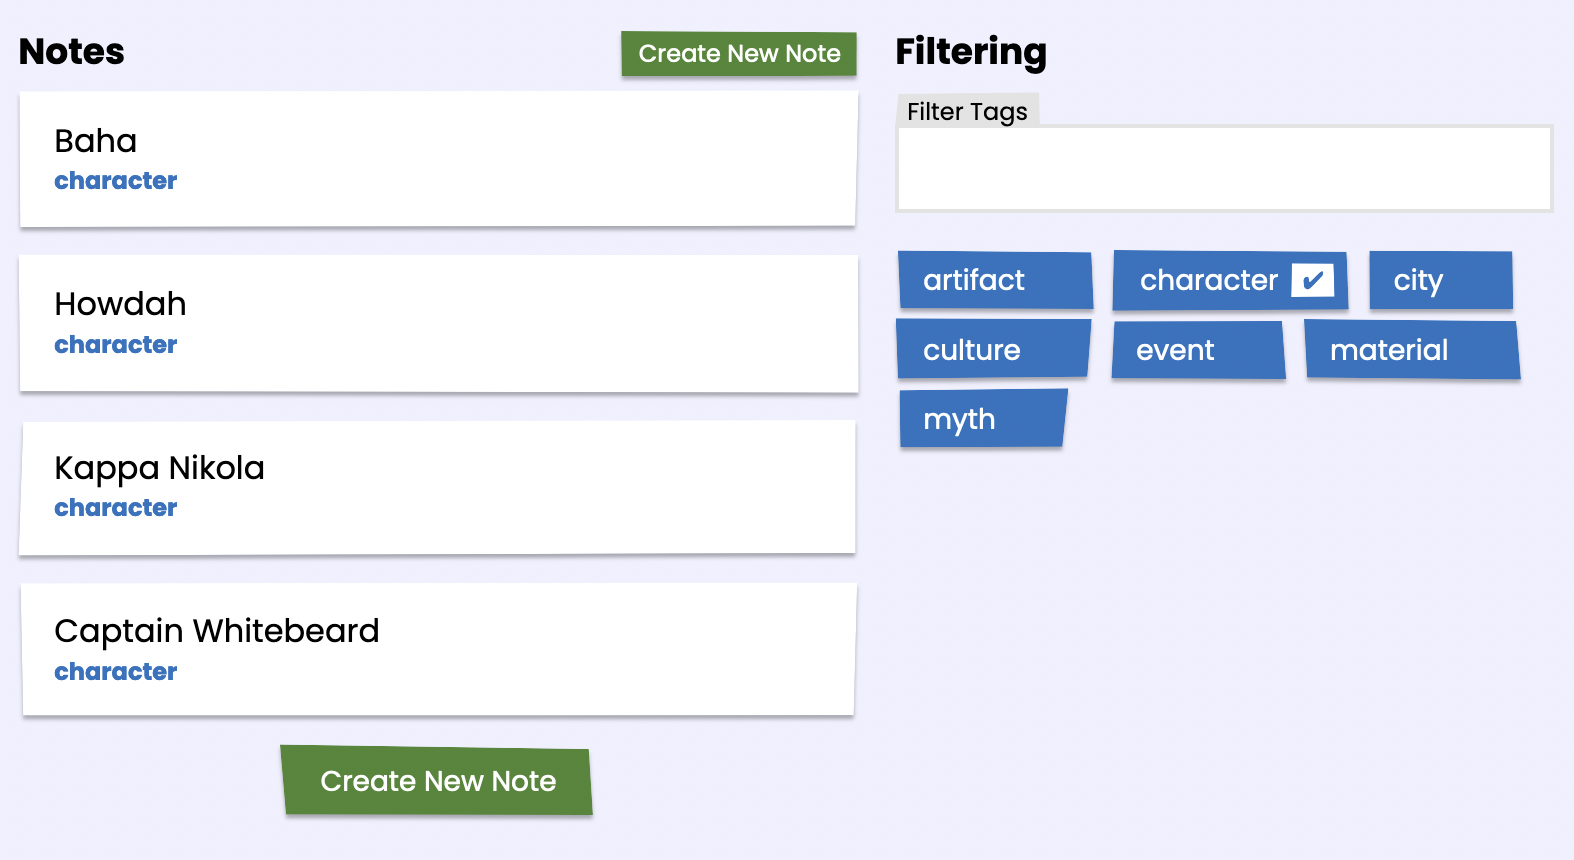 Notes
Create New Note
Baha
character
Howdah
character
Kappa Nikola
character
Captain Whitebeard
character
Create New Note
Filtering
Filter Tags
artifact
character ✔
city
culture
event
material
myth